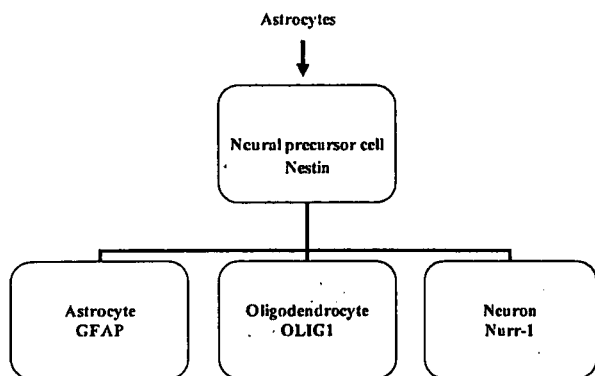 Astrocytes
Neural precursor cell
Nestin
Astrocyte
GFAP
Oligodendrocyte
OLIG1
Neuron
Nurr-1